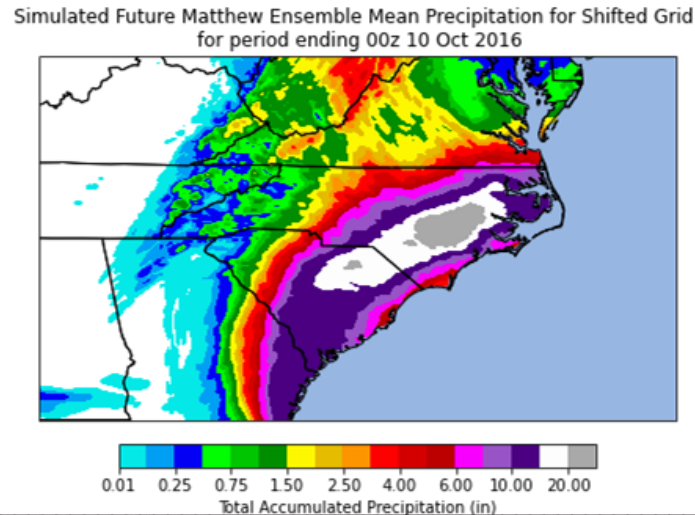 Simulated Future Matthew Ensemble Mean Precipitation for Shifted Grid
for period ending 00z 10 Oct 2016
0.01 0.25 0.75 1.50 2.50 4.00 6.00 10.00 20.00
Total Accumulated Precipitation (in)